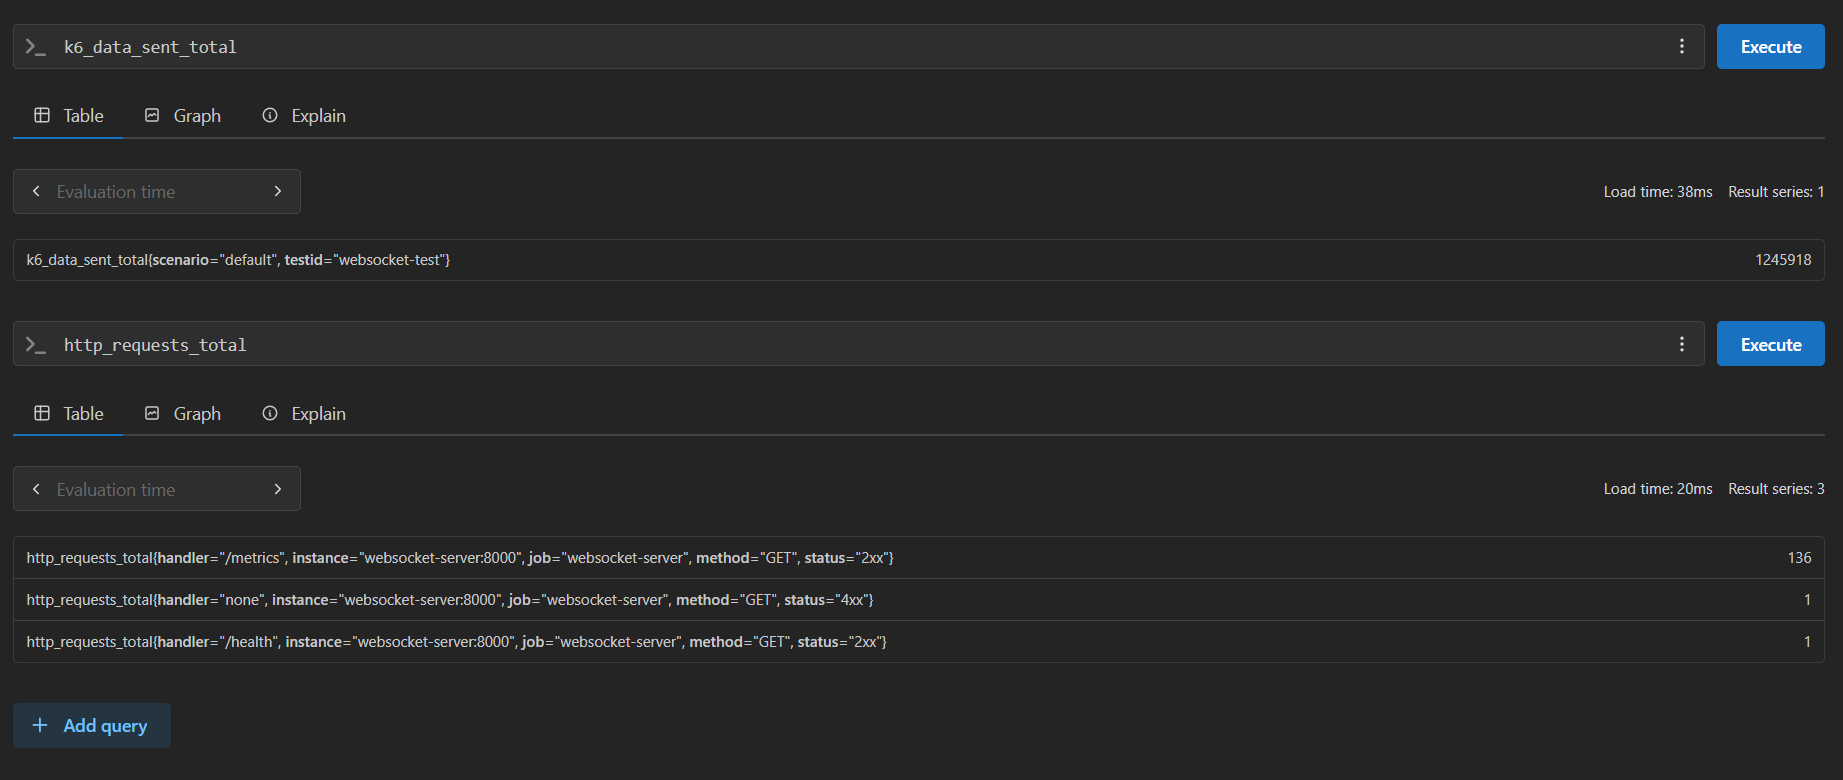 k6_data_sent_total Execute
Table Graph Explain
Evaluation time Load time: 38ms Result series: 1
k6_data_sent_total{scenario="default", testid="websocket-test"} 1245918
http_requests_total Execute
Table Graph Explain
Evaluation time Load time: 20ms Result series: 3
http_requests_total{handler="/metrics", instance="websocket-server:8000", job="websocket-server", method="GET", status="2xx"} 136
http_requests_total{handler="none", instance="websocket-server:8000", job="websocket-server", method="GET", status="4xx"} 1
http_requests_total{handler="/health", instance="websocket-server:8000", job="websocket-server", method="GET", status="2xx"} 1
Add query